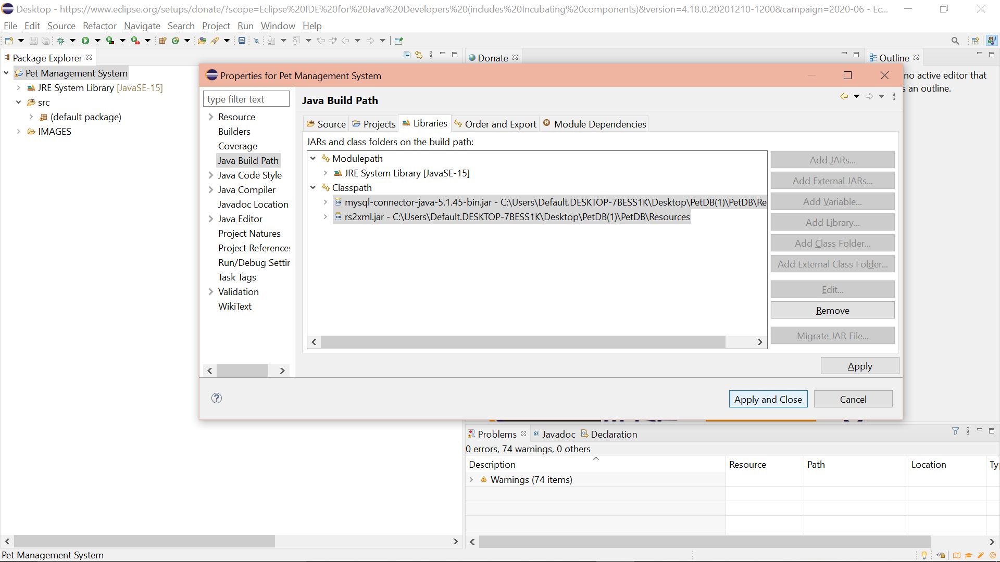 Desktop - https://www.eclipse.org/setups/donate/?scope=Eclipse%20IDE%20for%20Java%20Developers%20(includes%20Incubating%20components)&version=4.18.0.20201210-1200&campaign=2020-06 - Ec...
File Edit Source Refactor Navigate Search Project Run Window Help
Package Explorer
Donate
Outline
Pet Management System
JRE System Library [JavaSE-15]
src
(default package)
IMAGES
no active editor that
s an outline.
Properties for Pet Management System
type filter text
Resource
Builders
Coverage
Java Build Path
Java Code Style
Java Compiler
Javadoc Location
Java Editor
Project Natures
Project References
Run/Debug Settin
Task Tags
Validation
WikiText
Java Build Path
Source Projects Libraries Order and Export Module Dependencies
JARs and class folders on the build path:
Modulepath
JRE System Library [JavaSE-15]
Classpath
mysql-connector-java-5.1.45-bin.jar - C:\Users\Default.DESKTOP-7BESS1K\Desktop\PetDB(1)\PetDB\Re
rs2xml.jar - C:\Users\Default.DESKTOP-7BESS1K\Desktop\PetDB(1)\PetDB\Resources
Add JARs...
Add External JARs...
Add Variable...
Add Library...
Add Class Folder...
Add External Class Folder...
Edit...
Remove
Migrate JAR File...
Apply
Apply and Close
Cancel
Problems Javadoc Declaration
0 errors, 74 warnings, 0 others
Description Resource Path Location Ty
Warnings (74 items)
Pet Management System